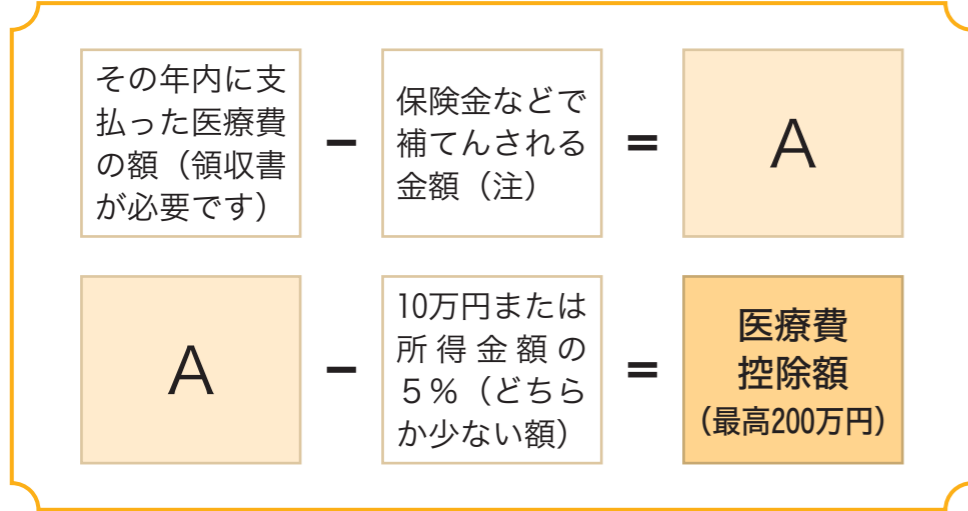 その年内に支
払った医療費
の額（領収書
が必要です）
−
保険金などで
補てんされる
金額（注）
=
A
A
−
10万円または
所得金額の
５％（どちら
か少ない額）
=
医療費
控除額
（最高200万円）